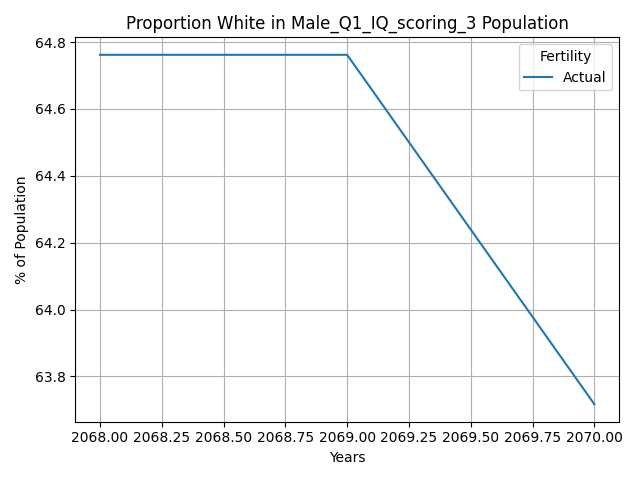 Proportion White in Male_Q1_IQ_scoring_3 Population
64.8
64.6
64.4
64.2
64.0
63.8
% of Population
Fertility
Actual
2068.00 2068.25 2068.50 2068.75 2069.00 2069.25 2069.50 2069.75 2070.00
Years